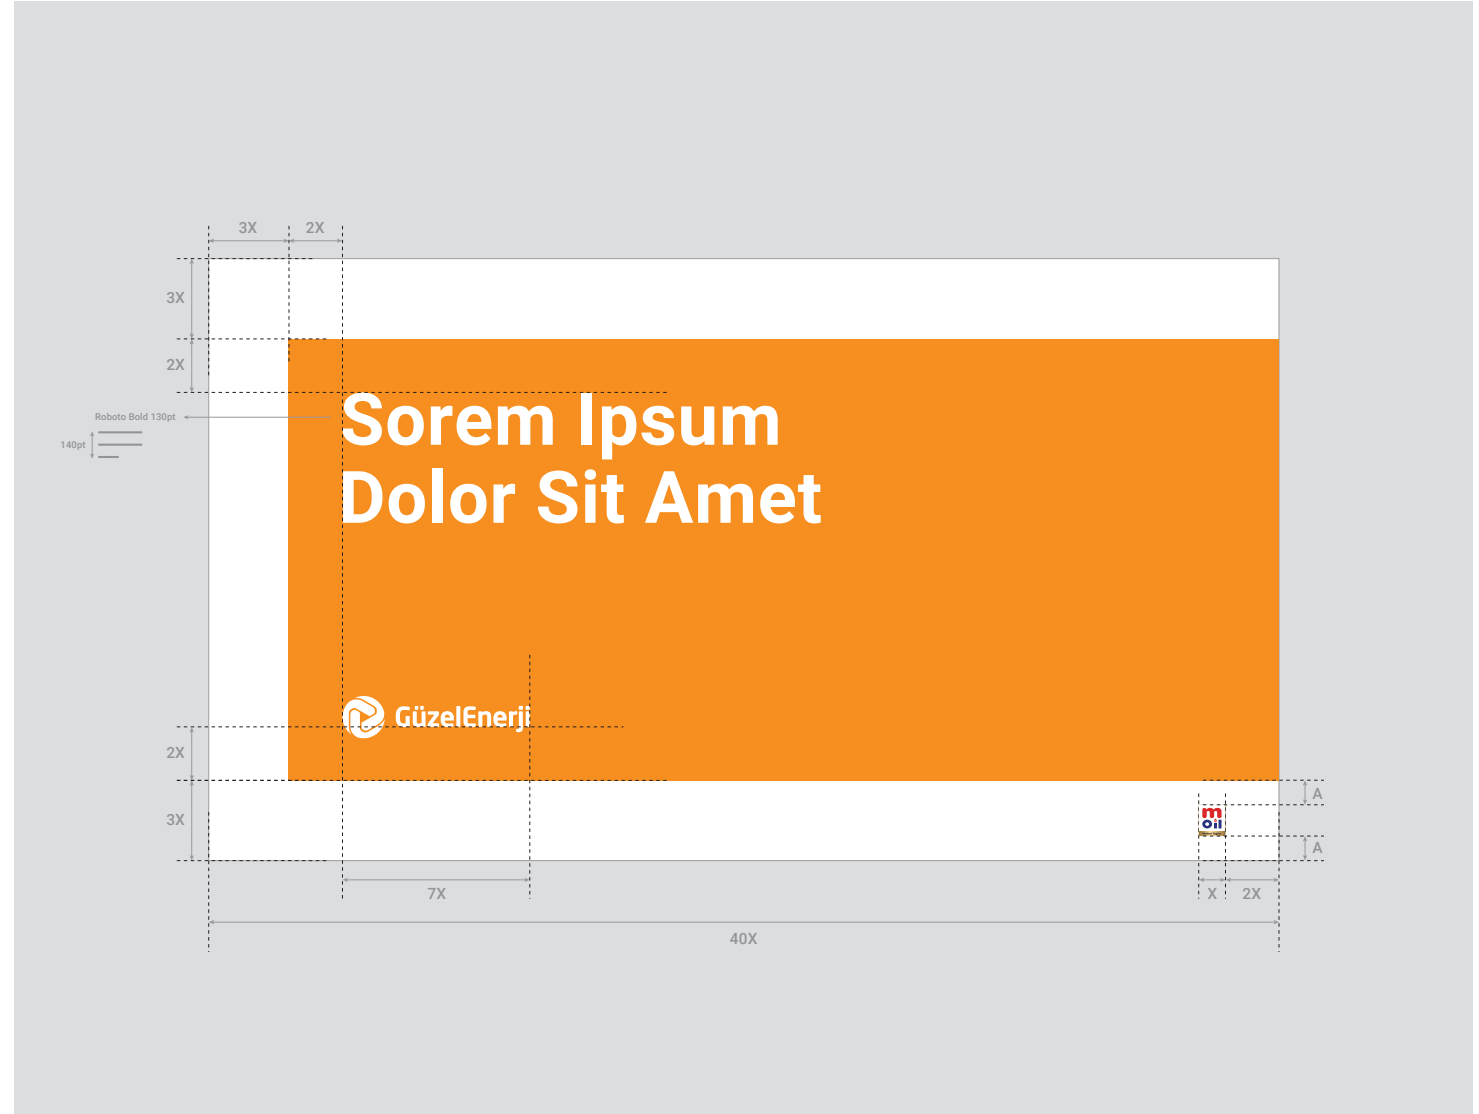 3X 2X
3X
2X
Roboto Bold 130pt
140pt
Sorem Ipsum
Dolor Sit Amet
GüzelEnerji
2X
3X
m
oil
A
A
7X
X 2X
40X